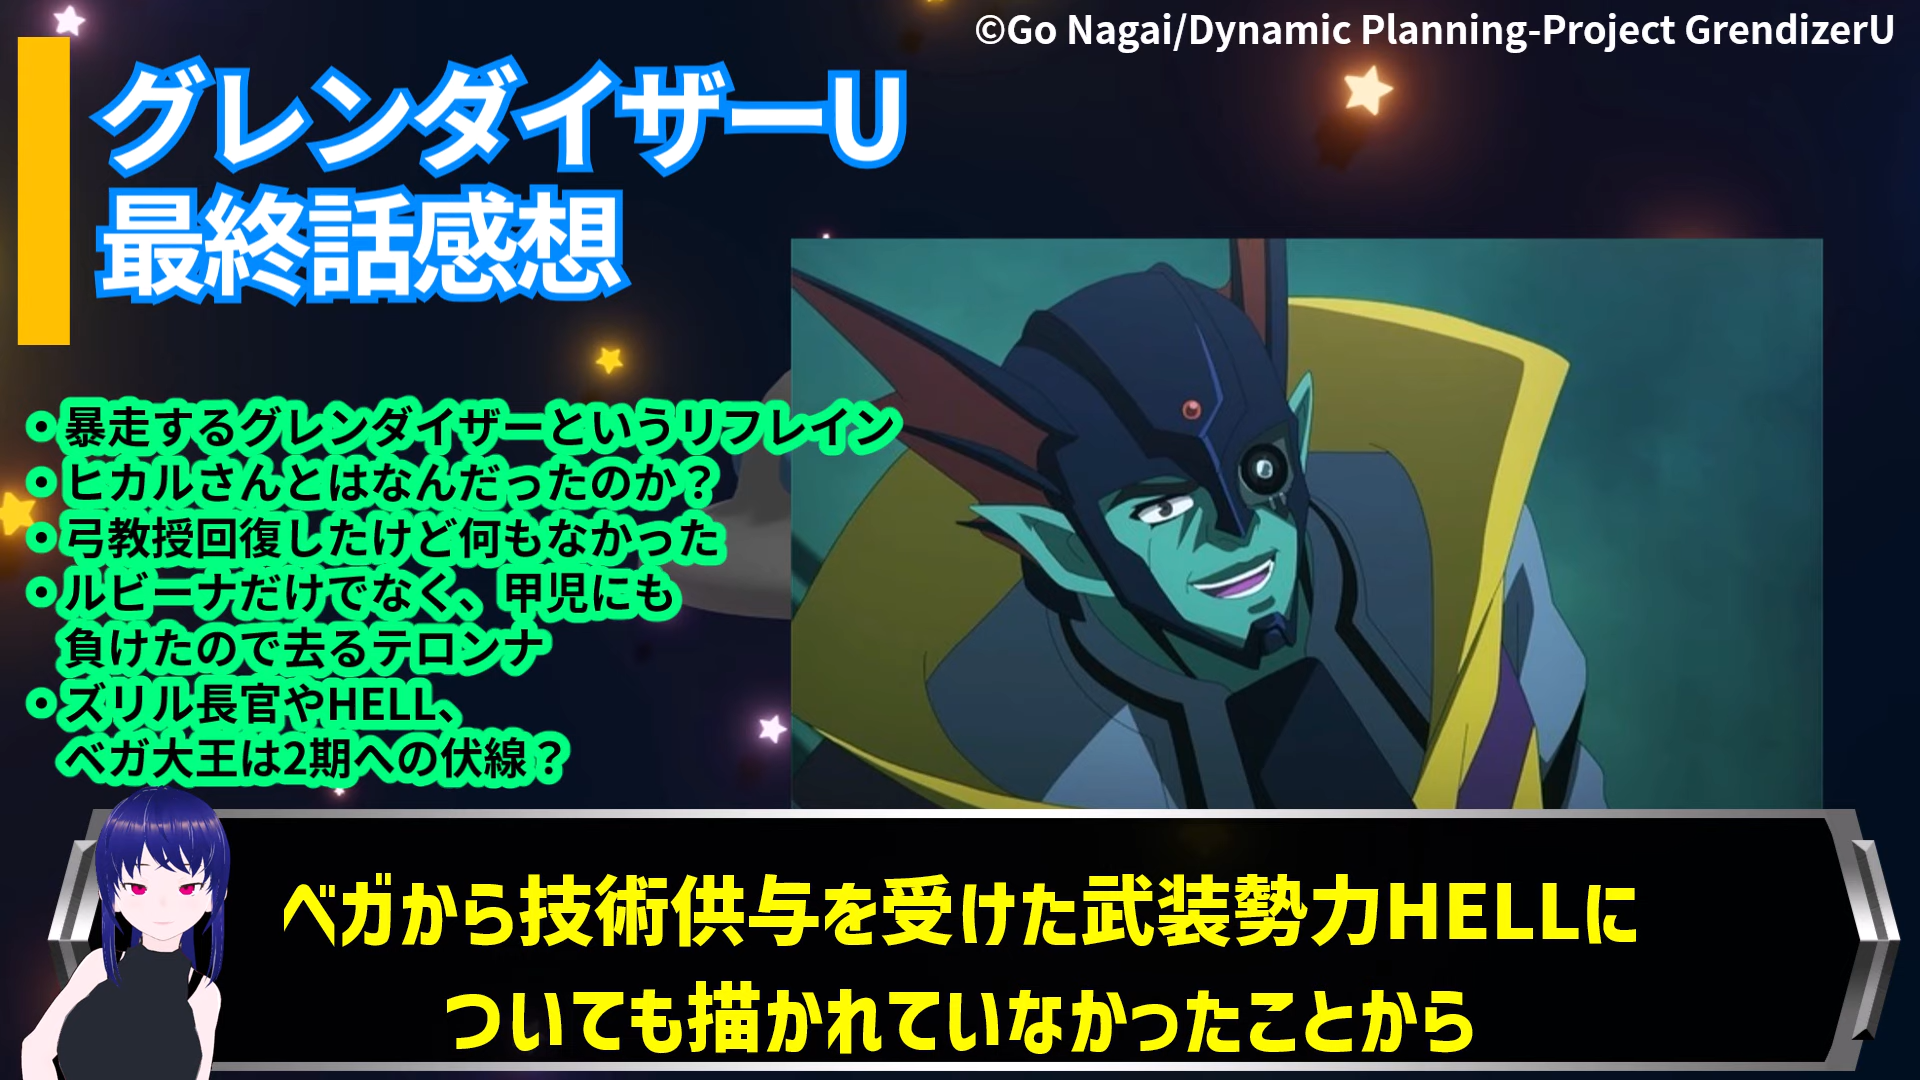 ©Go Nagai/Dynamic Planning-Project GrendizerU
グレンダイザーU
最終話感想
・暴走するグレンダイザーというリフレイン
・ヒカルさんとはなんだったのか？
・弓教授回復したけど何もなかった
・ルビーナだけでなく、甲児にも
負けたので去るテロンナ
・ズリル長官やHELL、
ベガ大王は2期への伏線？
ベガから技術供与を受けた武装勢力HELLに
ついても描かれていなかったことから